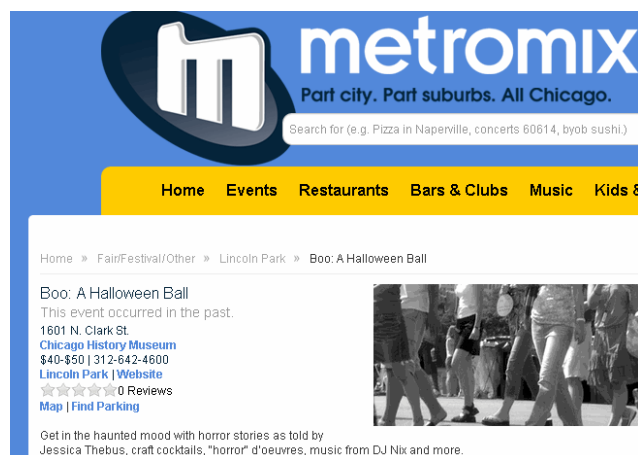 m metromix
Part city. Part suburbs. All Chicago.
Search for (e.g. Pizza in Naperville, concerts 60614, byob sushi.)
Home Events Restaurants Bars & Clubs Music Kids &
Home » Fair/Festival/Other » Lincoln Park » Boo: A Halloween Ball
Boo: A Halloween Ball
This event occurred in the past.
1601 N. Clark St.
Chicago History Museum
$40-$50 | 312-642-4600
Lincoln Park | Website
0 Reviews
Map | Find Parking
Get in the haunted mood with horror stories as told by
Jessica Thebus, craft cocktails, "horror" d'oeuvres, music from DJ Nix and more.